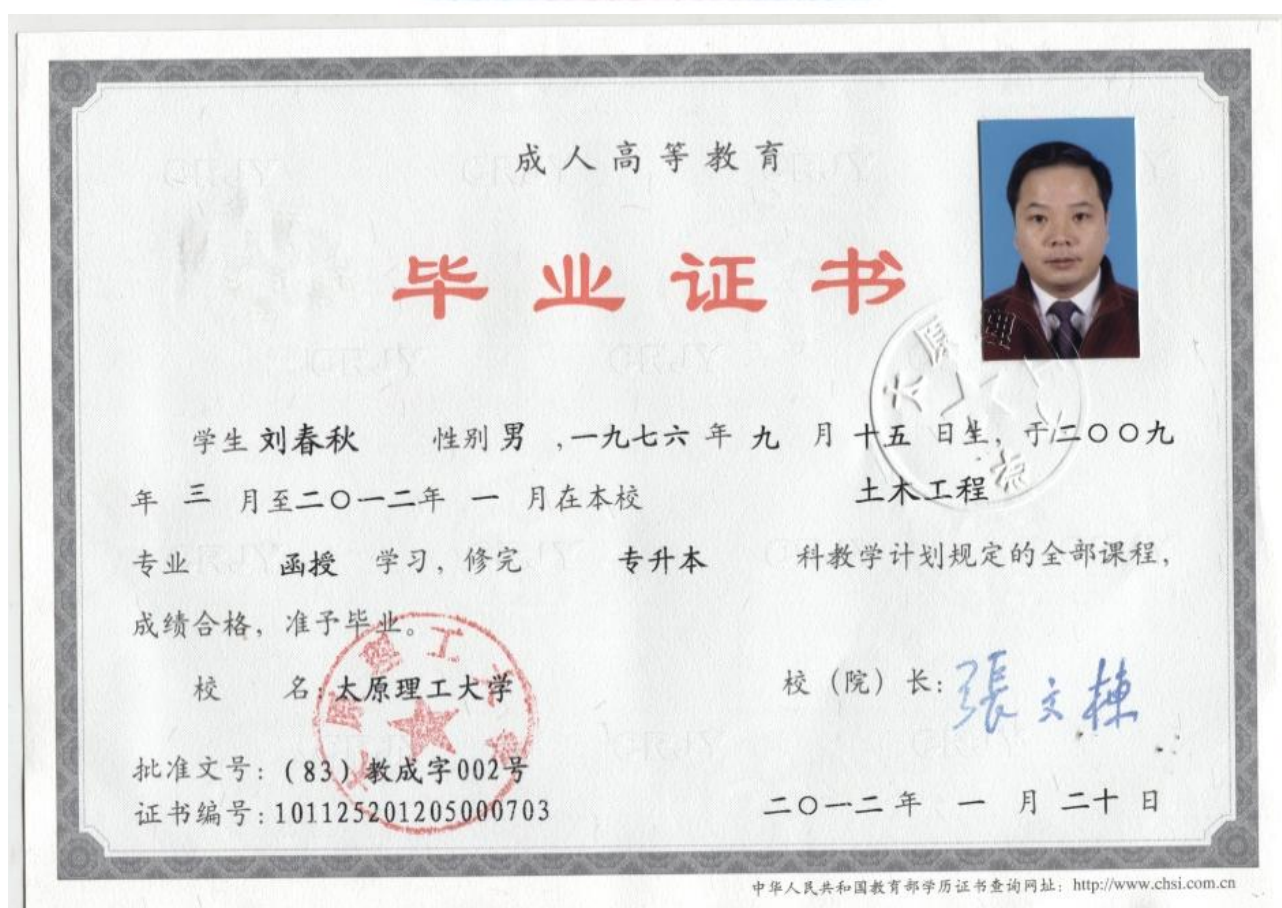 成人高等教育
毕业证书
学生 刘春秋 性别 男 ，一九七六 年 九 月 十五 日生，于二〇〇九
年 三 月至二〇一二年 一 月在本校 土木工程
专业 函授 学习，修完 专升本 科教学计划规定的全部课程，
成绩合格，准予毕业。
校 名：太原理工大学
校（院）长：張文棟
批准文号：(83）教成字002号
证书编号：101125201205000703
二〇一二 年 一 月 二十 日
中华人民共和国教育部学历证书查询网址：http://www.chsi.com.cn
太原理工大学